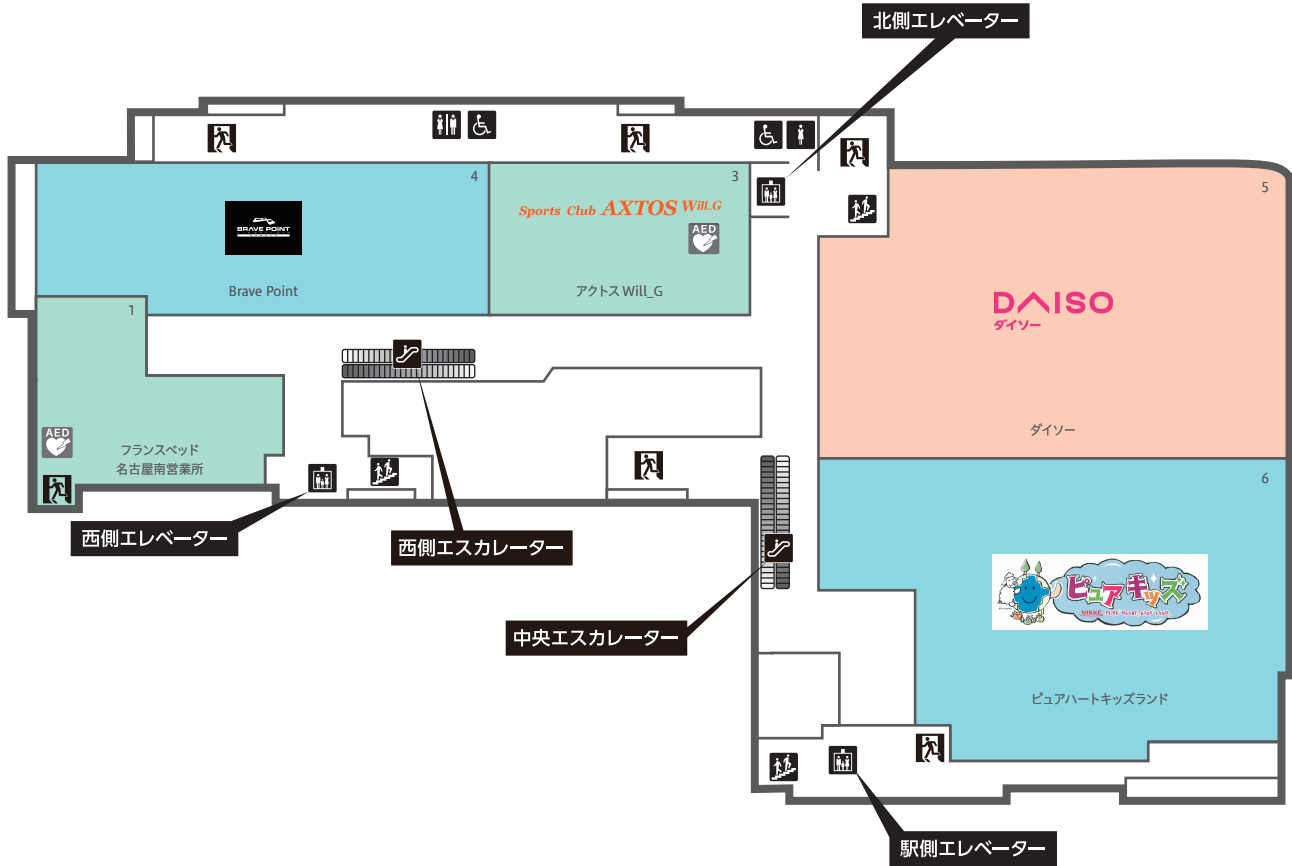 北側エレベーター
4
BRAVE POINT
Brave Point
3
Sports Club AXTOS Will_G
AED
アクトス Will_G
5
DAISO
ダイソー
ダイソー
1
AED
フランスベッド
名古屋南営業所
西側エレベーター
西側エスカレーター
中央エスカレーター
6
ピュアキッズ
NIKKE PURE HEART KIDS LAND
ピュアハートキッズランド
駅側エレベーター